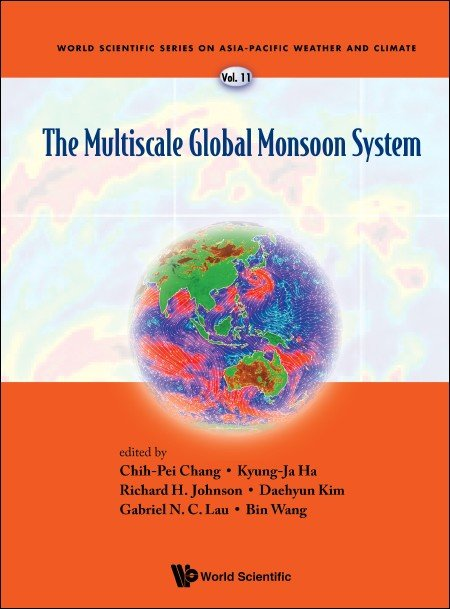 WORLD SCIENTIFIC SERIES ON ASIA-PACIFIC WEATHER AND CLIMATE
Vol. 11
The Multiscale Global Monsoon System
edited by
Chih-Pei Chang • Kyung-Ja Ha
Richard H. Johnson • Daehyun Kim
Gabriel N. C. Lau • Bin Wang
World Scientific